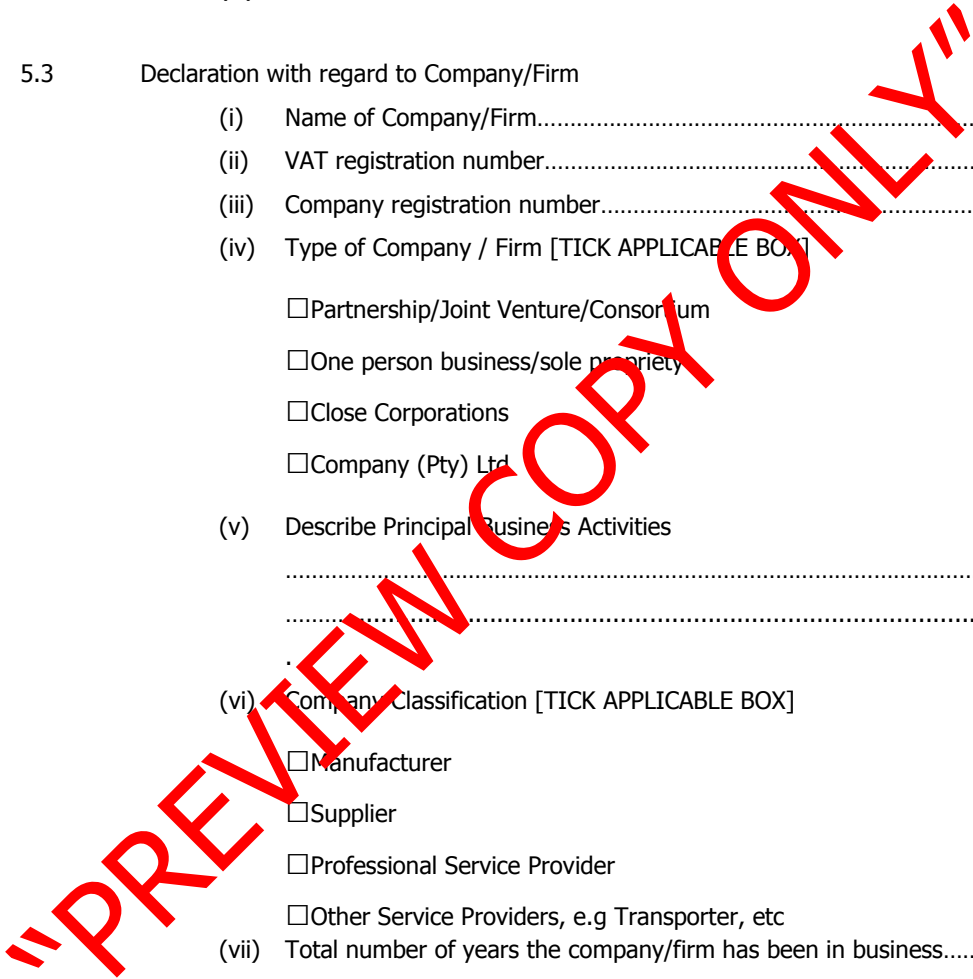 5.3 Declaration with regard to Company/Firm
(i) Name of Company/Firm……………………………………………………………
(ii) VAT registration number……………………………………………………………
(iii) Company registration number……………………………………………………
(iv) Type of Company / Firm [TICK APPLICABLE BOX]
☐Partnership/Joint Venture/Consortium
☐One person business/sole propriety
☐Close Corporations
☐Company (Pty) Ltd
(v) Describe Principal Business Activities
……………………………………………………………………………………………
……………………………………………………………………………………………
.
(vi) Company Classification [TICK APPLICABLE BOX]
☐Manufacturer
☐Supplier
☐Professional Service Provider
☐Other Service Providers, e.g Transporter, etc
(vii) Total number of years the company/firm has been in business……
"PREVIEW COPY ONLY"